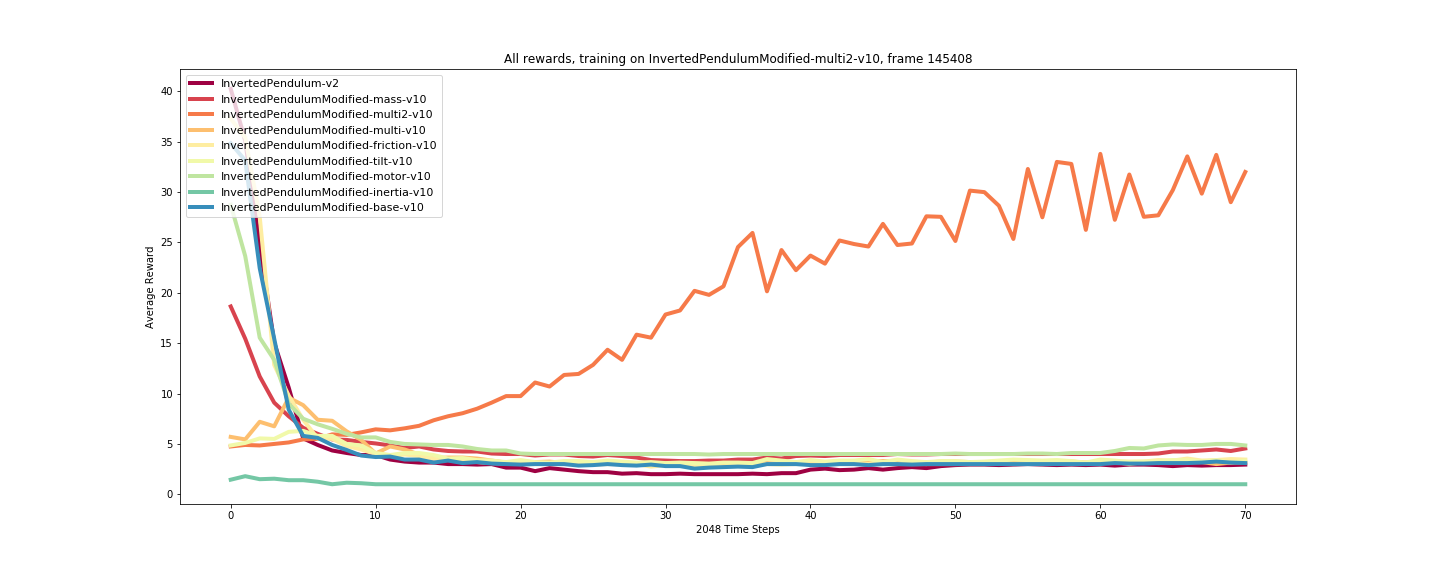 All rewards, training on InvertedPendulumModified-multi2-v10, frame 145408
InvertedPendulum-v2
InvertedPendulumModified-mass-v10
InvertedPendulumModified-multi2-v10
InvertedPendulumModified-multi-v10
InvertedPendulumModified-friction-v10
InvertedPendulumModified-tilt-v10
InvertedPendulumModified-motor-v10
InvertedPendulumModified-inertia-v10
InvertedPendulumModified-base-v10
40
35
30
25
20
15
10
5
0
Average Reward
0 10 20 30 40 50 60 70
2048 Time Steps